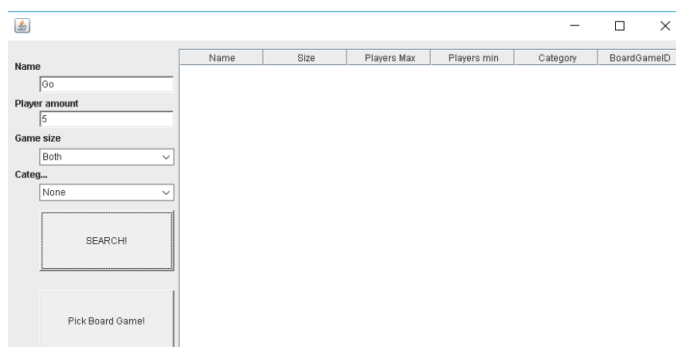 Name
Go
Player amount
5
Game size
Both
Categ...
None
SEARCH!
Pick Board Game!
Name Size Players Max Players min Category BoardGameID